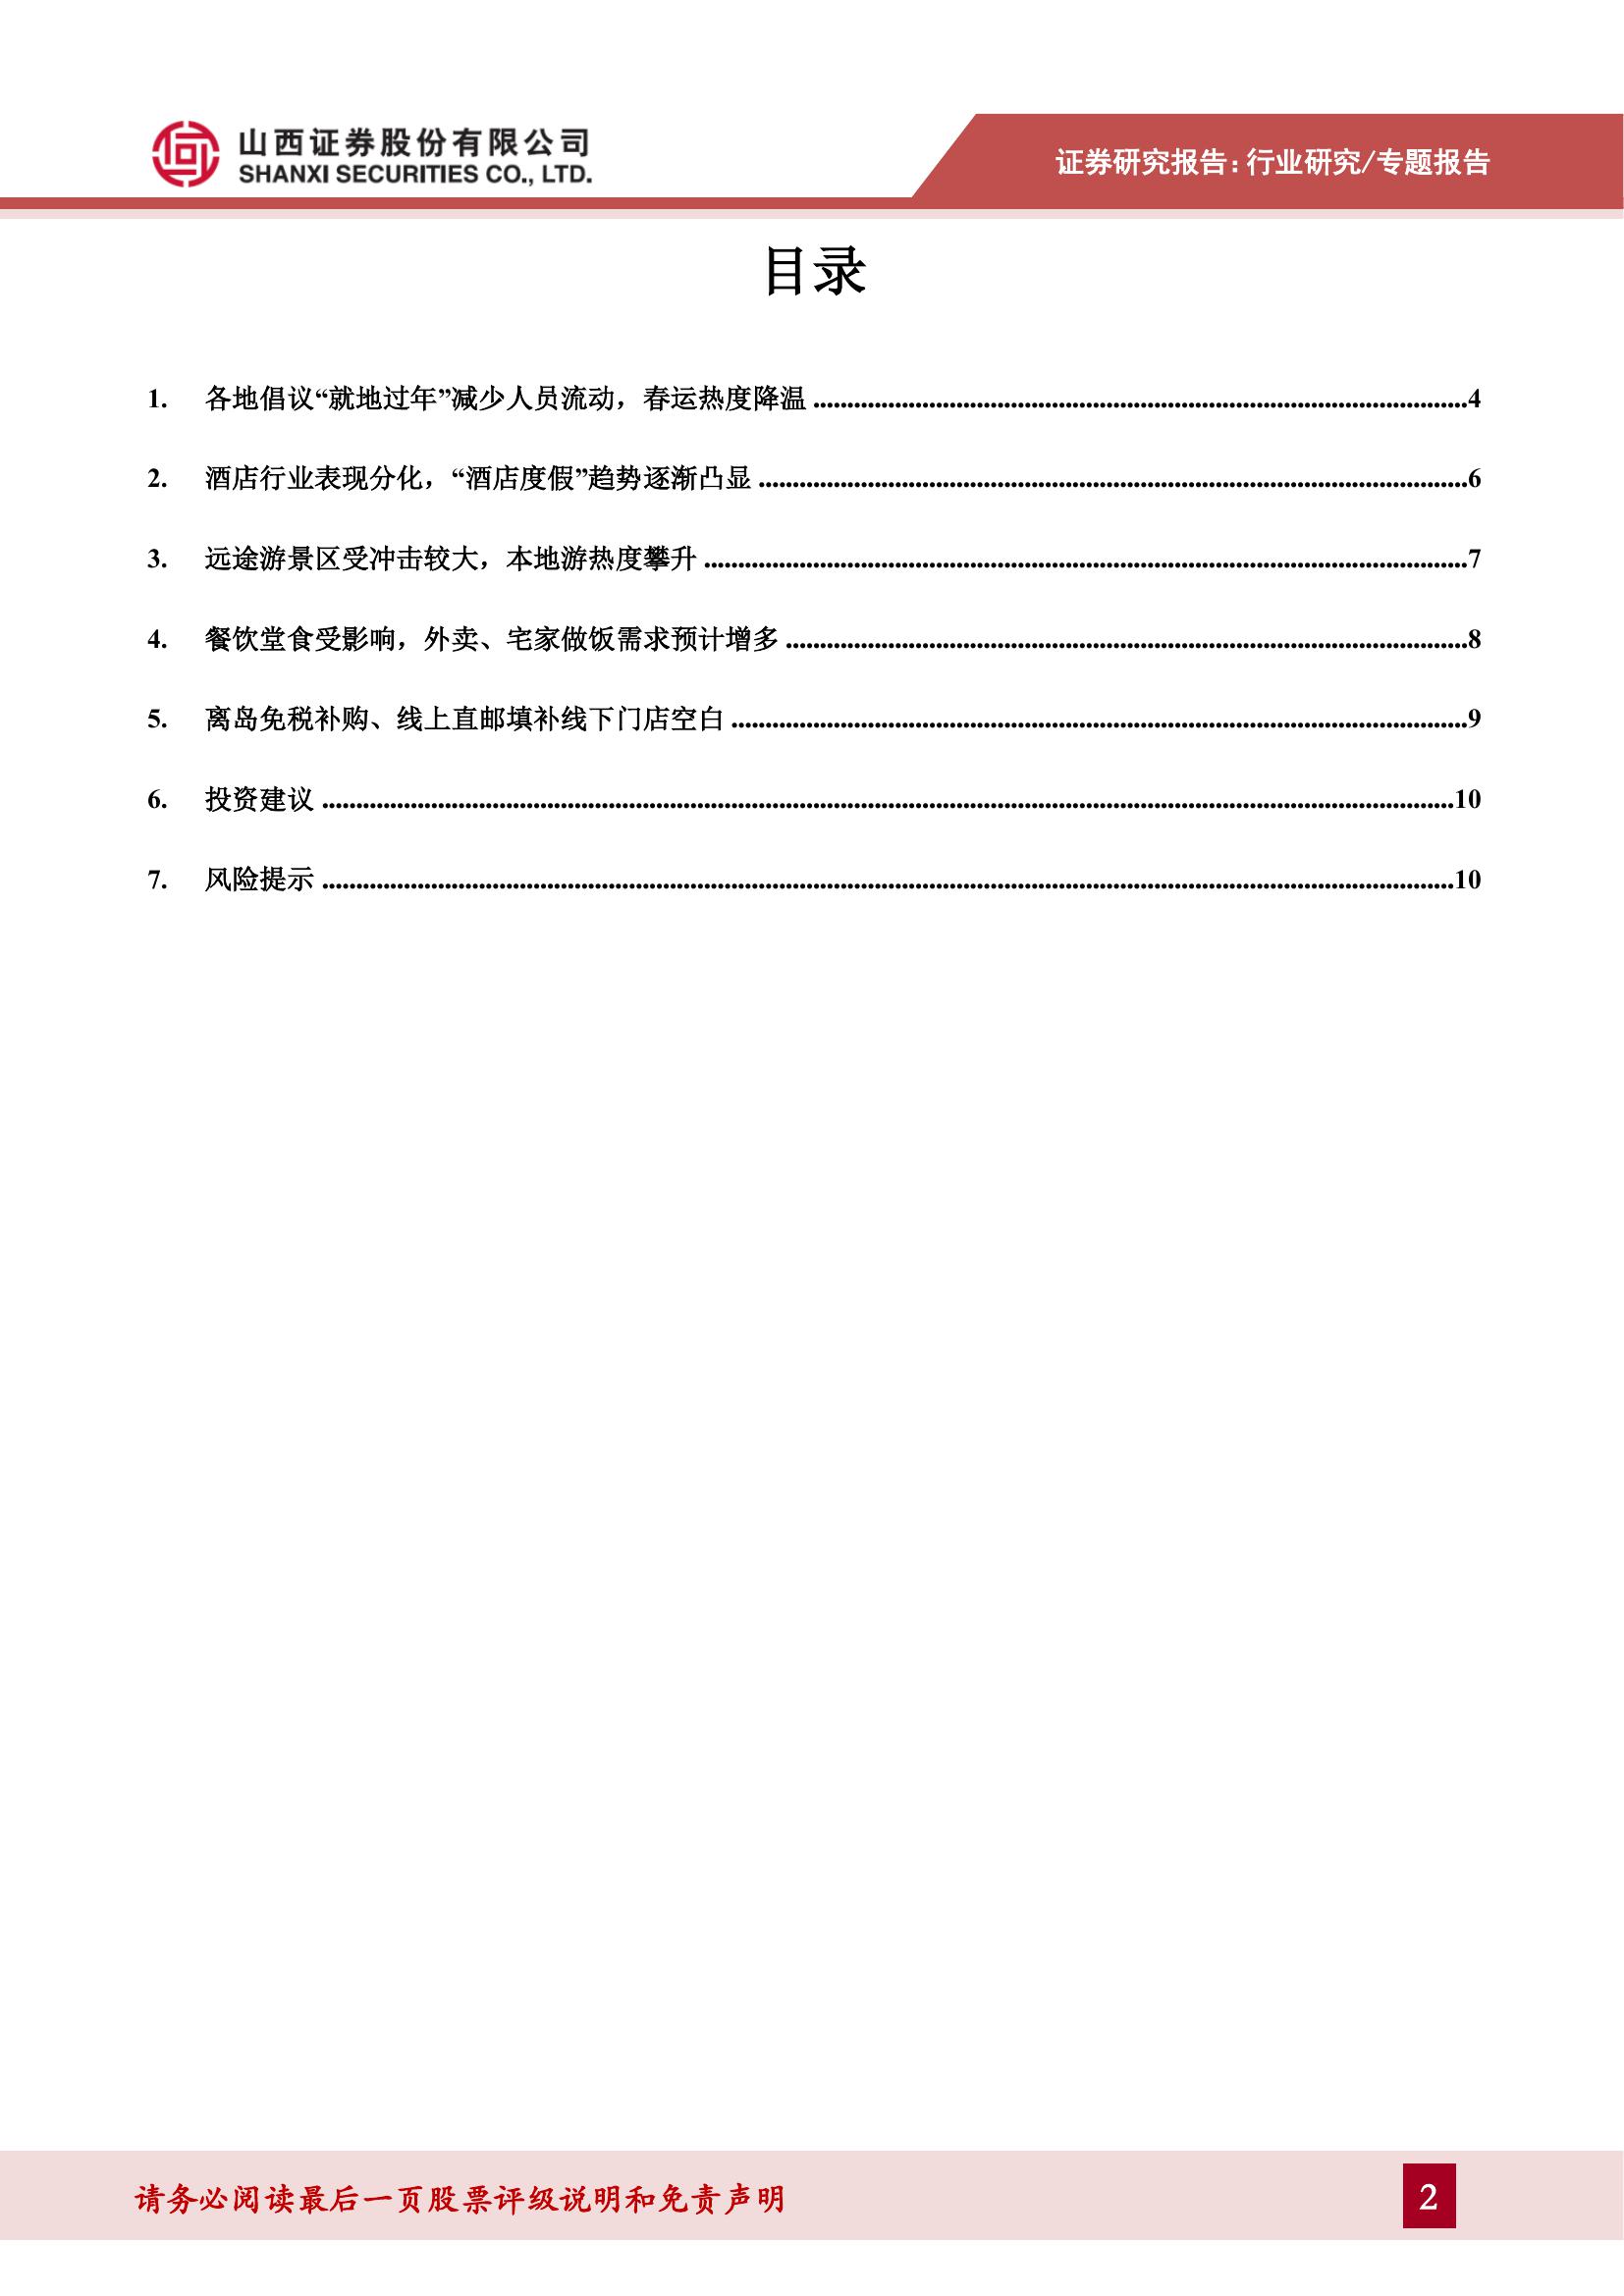 山西证券股份有限公司
SHANXI SECURITIES CO., LTD.
证券研究报告：行业研究/专题报告
目录
1. 各地倡议“就地过年”减少人员流动，春运热度降温 4
2. 酒店行业表现分化，“酒店度假”趋势逐渐凸显 6
3. 远途游景区受冲击较大，本地游热度攀升 7
4. 餐饮堂食受影响，外卖、宅家做饭需求预计增多 8
5. 离岛免税补购、线上直邮填补线下门店空白 9
6. 投资建议 10
7. 风险提示 10
请务必阅读最后一页股票评级说明和免责声明
2